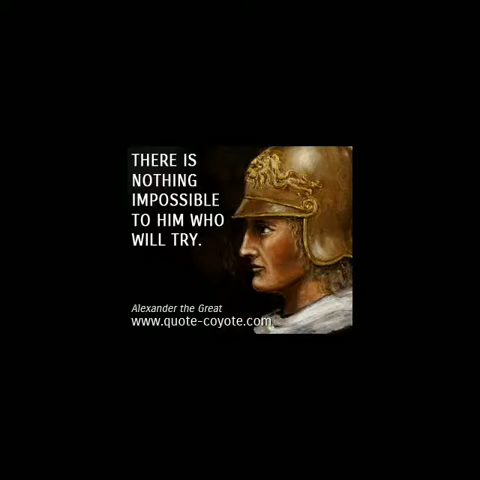 THERE IS
NOTHING
IMPOSSIBLE
TO HIM WHO
WILL TRY.
Alexander the Great
www.quote-coyote.com